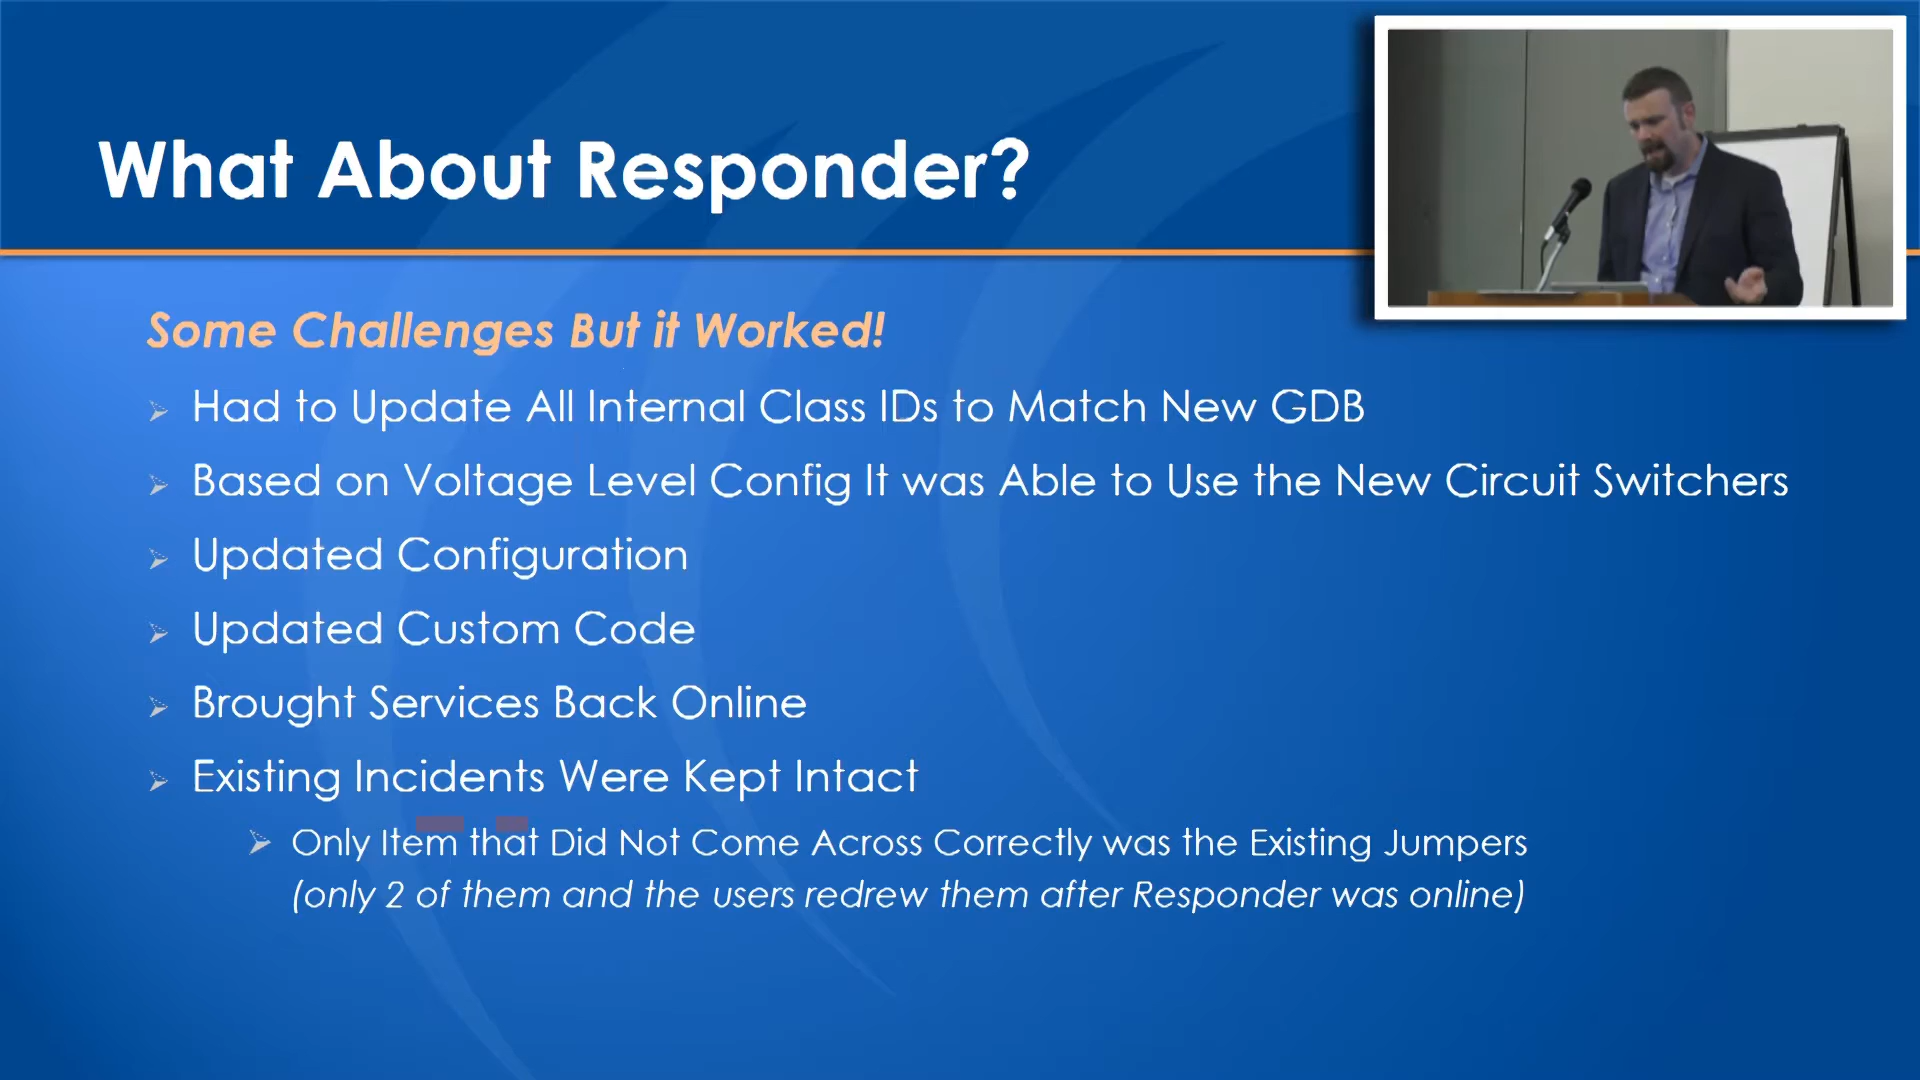 What About Responder?
Some Challenges But it Worked!
Had to Update All Internal Class IDs to Match New GDB
Based on Voltage Level Config It was Able to Use the New Circuit Switchers
Updated Configuration
Updated Custom Code
Brought Services Back Online
Existing Incidents Were Kept Intact
Only Item that Did Not Come Across Correctly was the Existing Jumpers
(only 2 of them and the users redrew them after Responder was online)